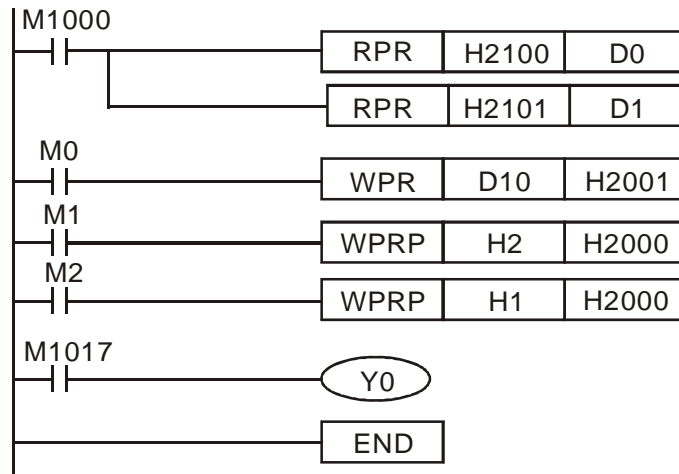 M1000
RPR H2100 D0
RPR H2101 D1
M0
WPR D10 H2001
M1
WPRP H2 H2000
M2
WPRP H1 H2000
M1017
Y0
END